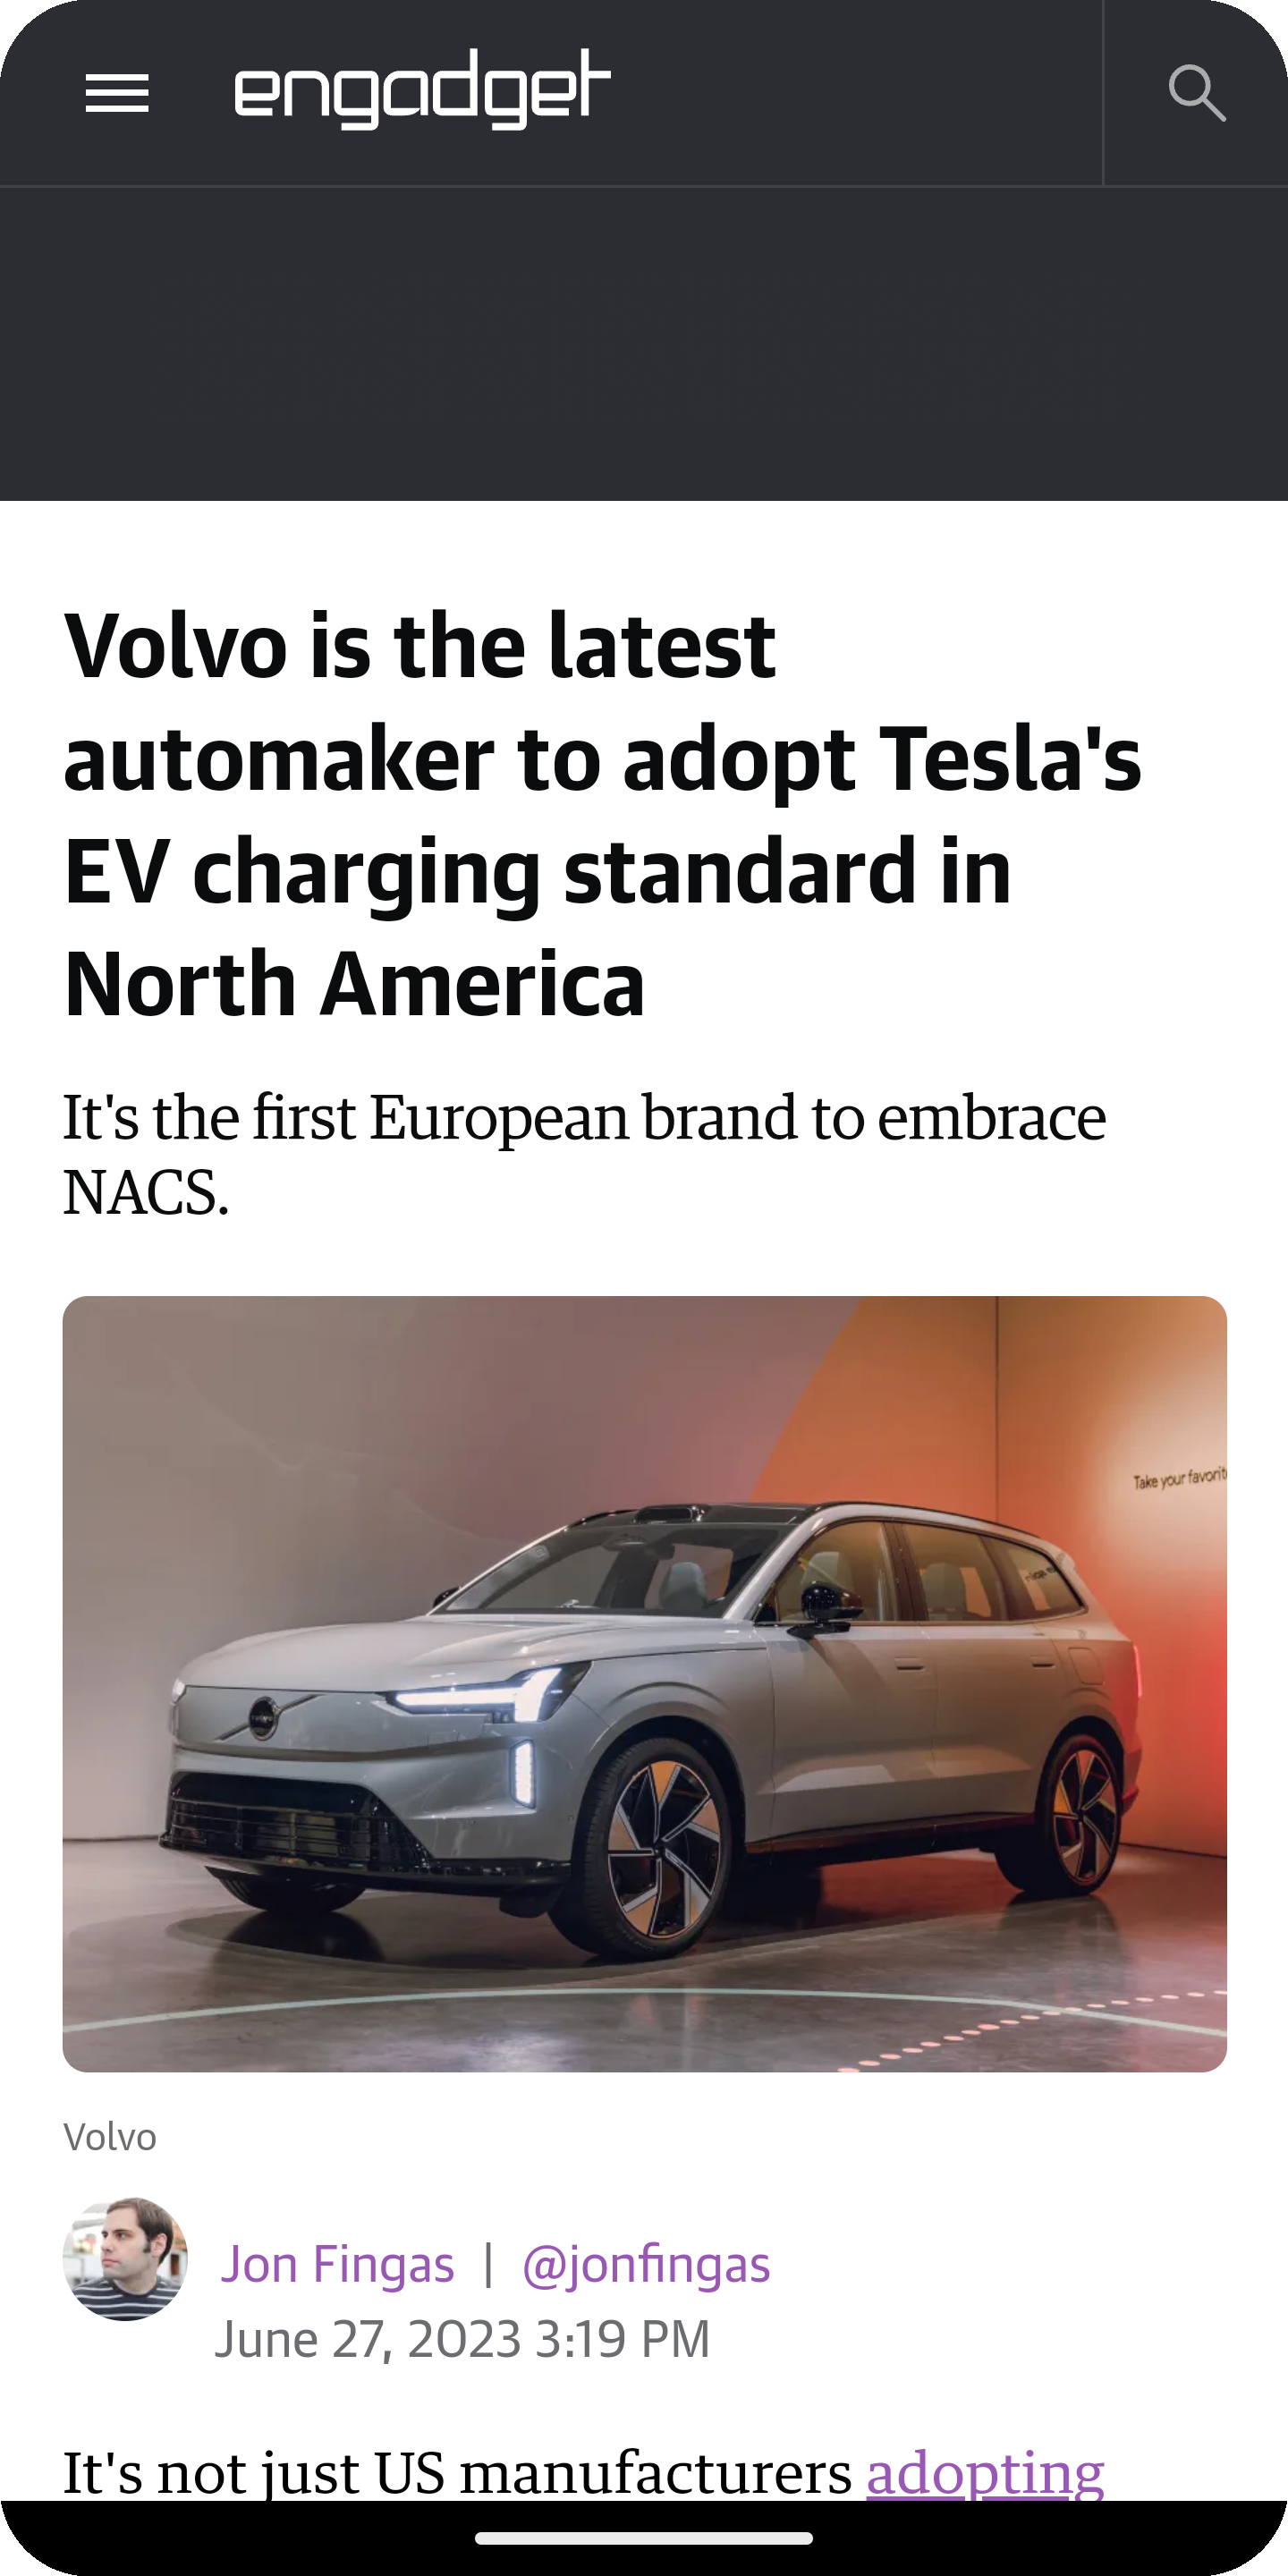 engadget
Volvo is the latest
automaker to adopt Tesla's
EV charging standard in
North America
It's the first European brand to embrace
NACS.
Take your favorit
Volvo
Jon Fingas | @jonfingas
June 27, 2023 3:19 PM
It's not just US manufacturers adopting